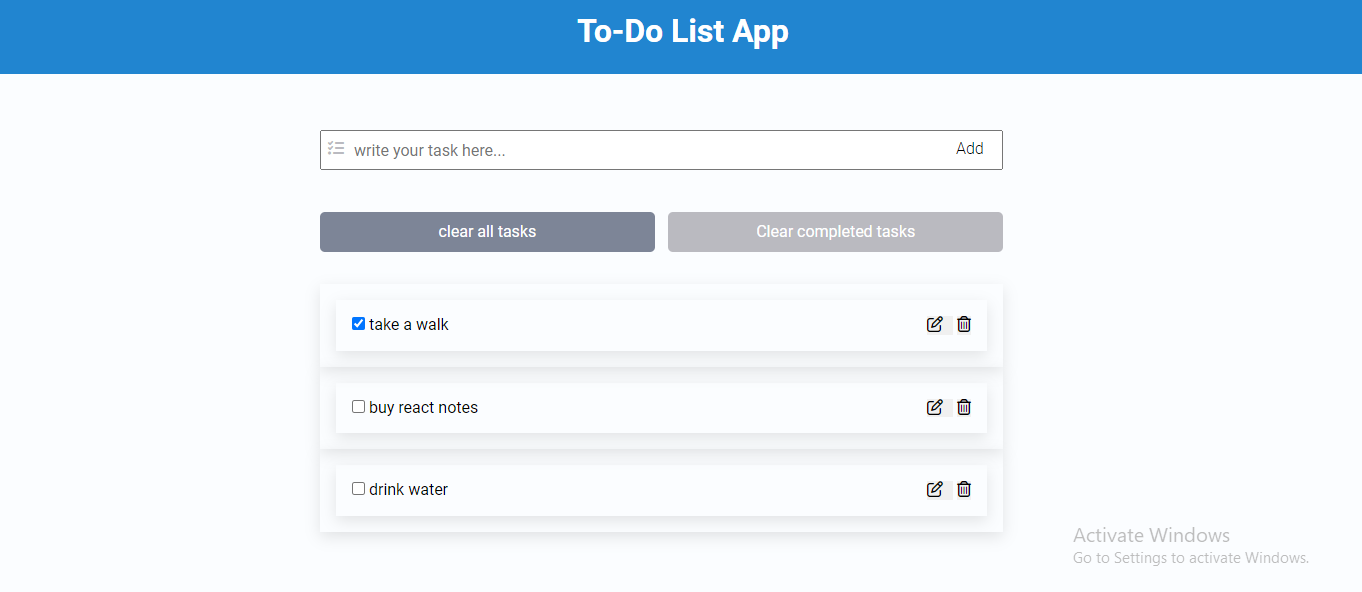 To-Do List App
write your task here...
Add
clear all tasks
Clear completed tasks
take a walk
buy react notes
drink water
Activate Windows
Go to Settings to activate Windows.